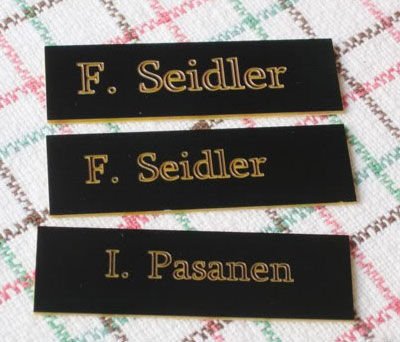 F. Seidler
F. Seidler
I. Pasanen